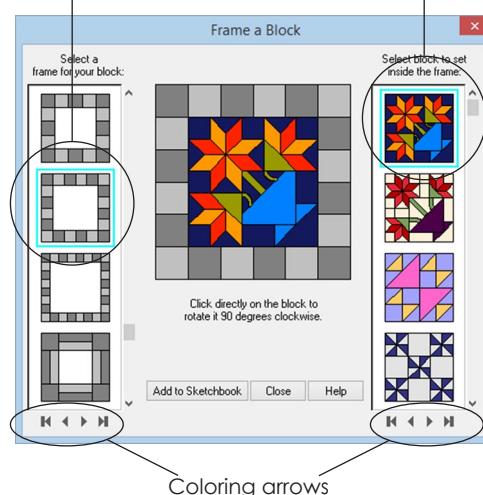 Frame a Block
Select a
frame for your block:
Select block to set
inside the frame:
Click directly on the block to
rotate it 90 degrees clockwise.
Add to Sketchbook
Close
Help
Coloring arrows